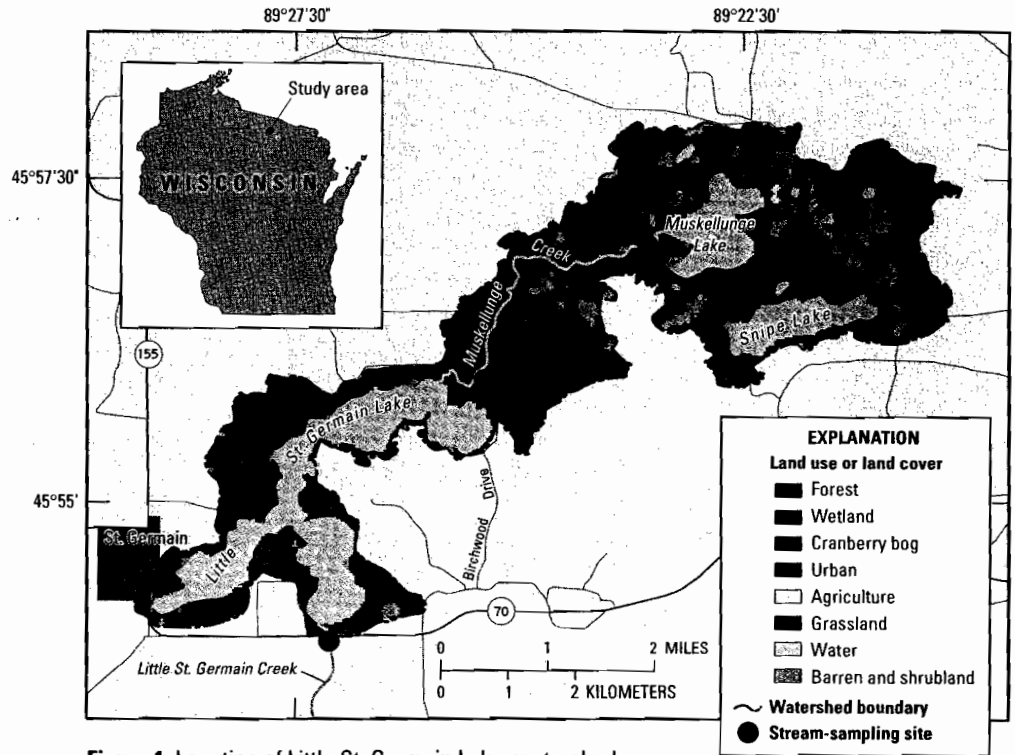 89°27'30"
89°22'30"
Study area
WISCONSIN
45°57'30"
Muskellunge
Lake
Creek
Muskellunge
Snipe Lake
155
St. Germain Lake
EXPLANATION
Land use or land cover
Forest
Wetland
Cranberry bog
Urban
Agriculture
Grassland
Water
Barren and shrubland
Watershed boundary
Stream-sampling site
45°55'
Drive
Birchwood
St. Germain
Little
70
0 1 2 MILES
0 1 2 KILOMETERS
Little St. Germain Creek